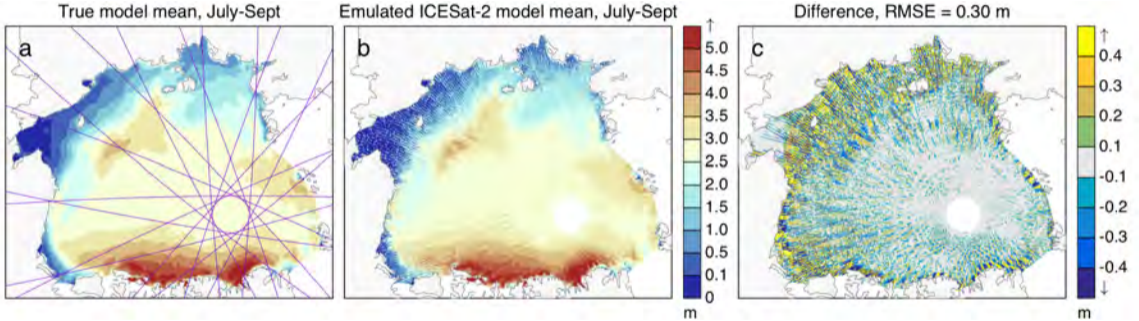 True model mean, July-Sept
Emulated ICESat-2 model mean, July-Sept
Difference, RMSE = 0.30 m
a
b
c
↑
5.0
4.5
4.0
3.5
3.0
2.5
2.0
1.5
1.0
0.5
0.1
0
m
↑
0.4
0.3
0.2
0.1
-0.1
-0.2
-0.3
-0.4
↓
m